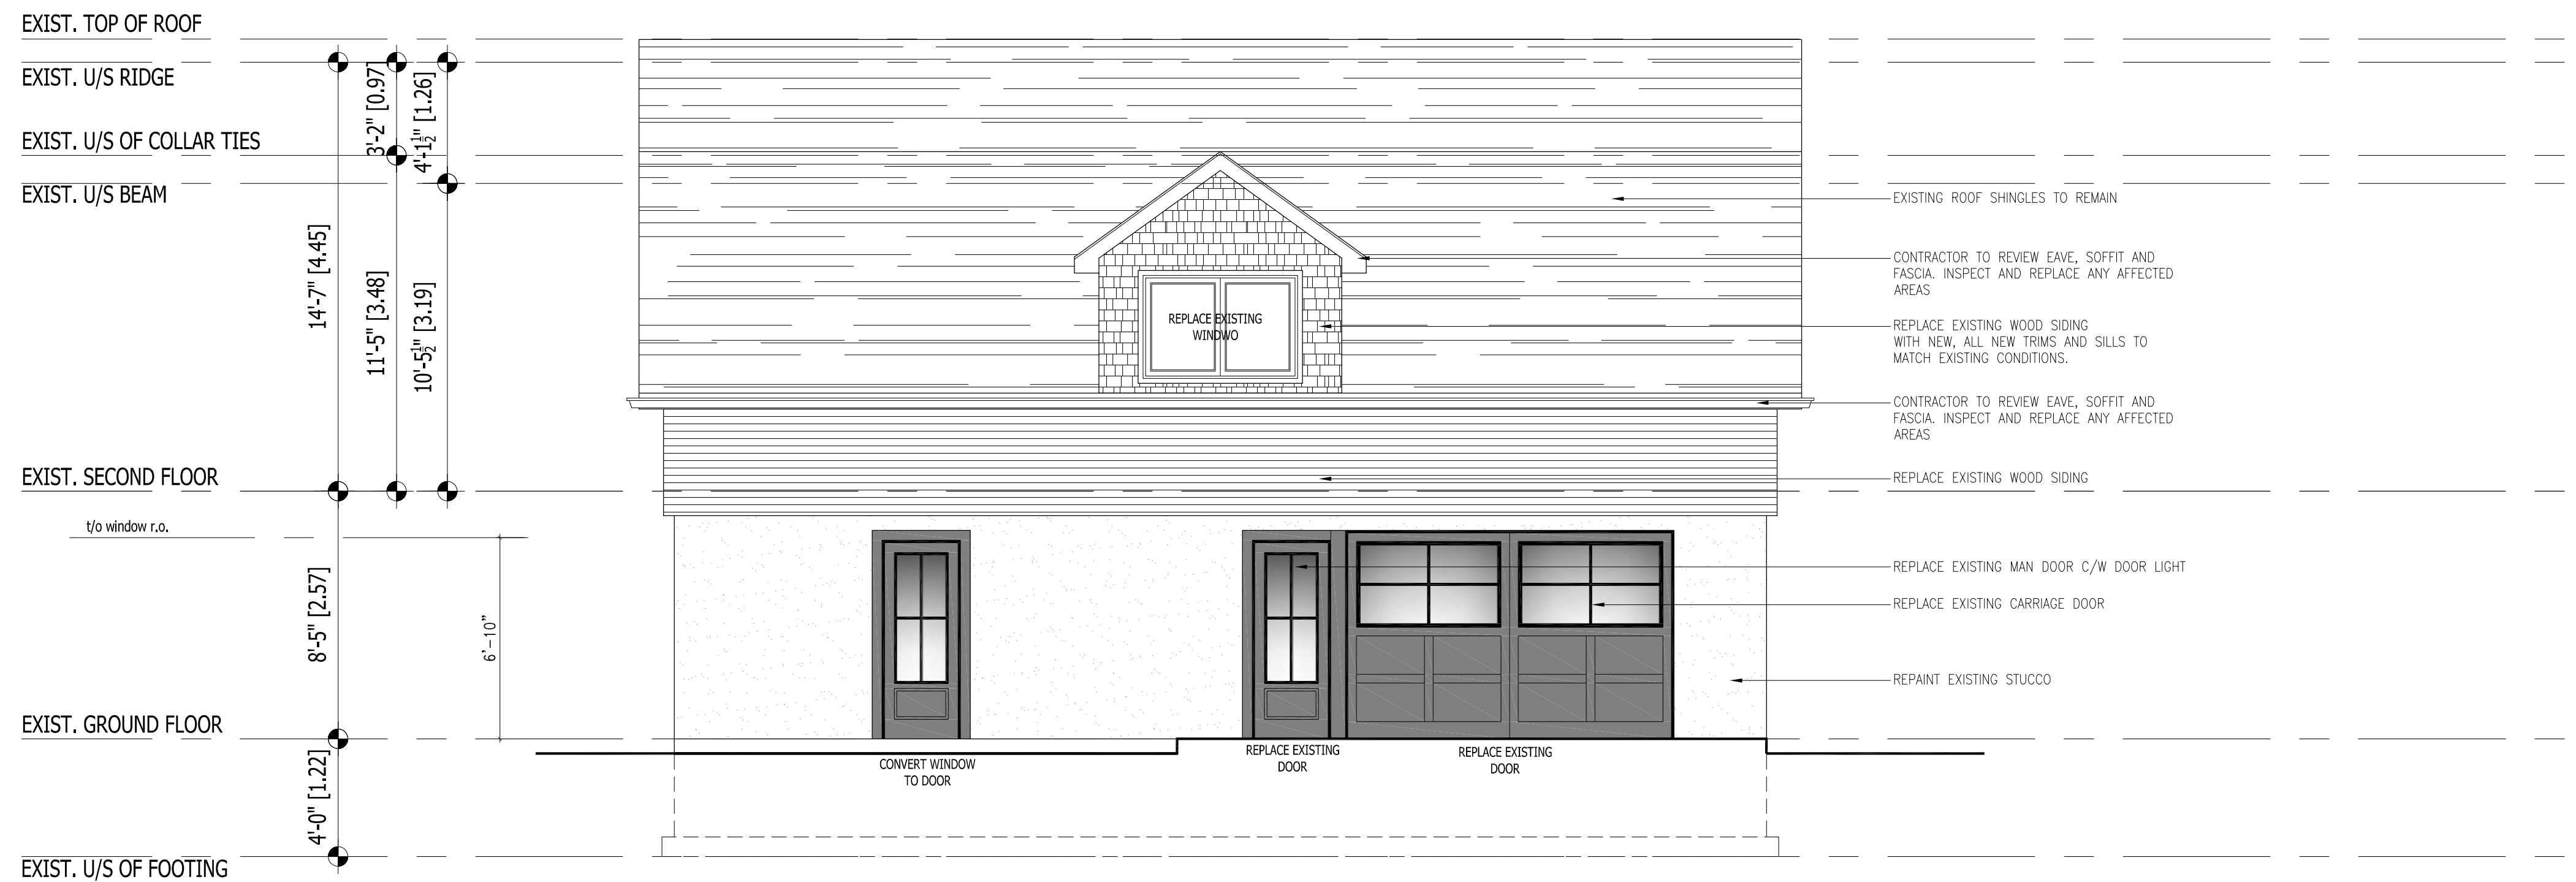 EXIST. TOP OF ROOF
EXIST. U/S RIDGE
EXIST. U/S OF COLLAR TIES
EXIST. U/S BEAM
3'-2" [0.97]
4'-1½" [1.26]
14'-7" [4.45]
11'-5" [3.48]
10'-5½" [3.19]
EXIST. SECOND FLOOR
t/o window r.o.
8'-5" [2.57]
6'-10"
EXIST. GROUND FLOOR
4'-0" [1.22]
EXIST. U/S OF FOOTING
REPLACE EXISTING
WINDWO
CONVERT WINDOW
TO DOOR
REPLACE EXISTING
DOOR
REPLACE EXISTING
DOOR
EXISTING ROOF SHINGLES TO REMAIN
CONTRACTOR TO REVIEW EAVE, SOFFIT AND
FASCIA. INSPECT AND REPLACE ANY AFFECTED
AREAS
REPLACE EXISTING WOOD SIDING
WITH NEW, ALL NEW TRIMS AND SILLS TO
MATCH EXISTING CONDITIONS.
CONTRACTOR TO REVIEW EAVE, SOFFIT AND
FASCIA. INSPECT AND REPLACE ANY AFFECTED
AREAS
REPLACE EXISTING WOOD SIDING
REPLACE EXISTING MAN DOOR C/W DOOR LIGHT
REPLACE EXISTING CARRIAGE DOOR
REPAINT EXISTING STUCCO